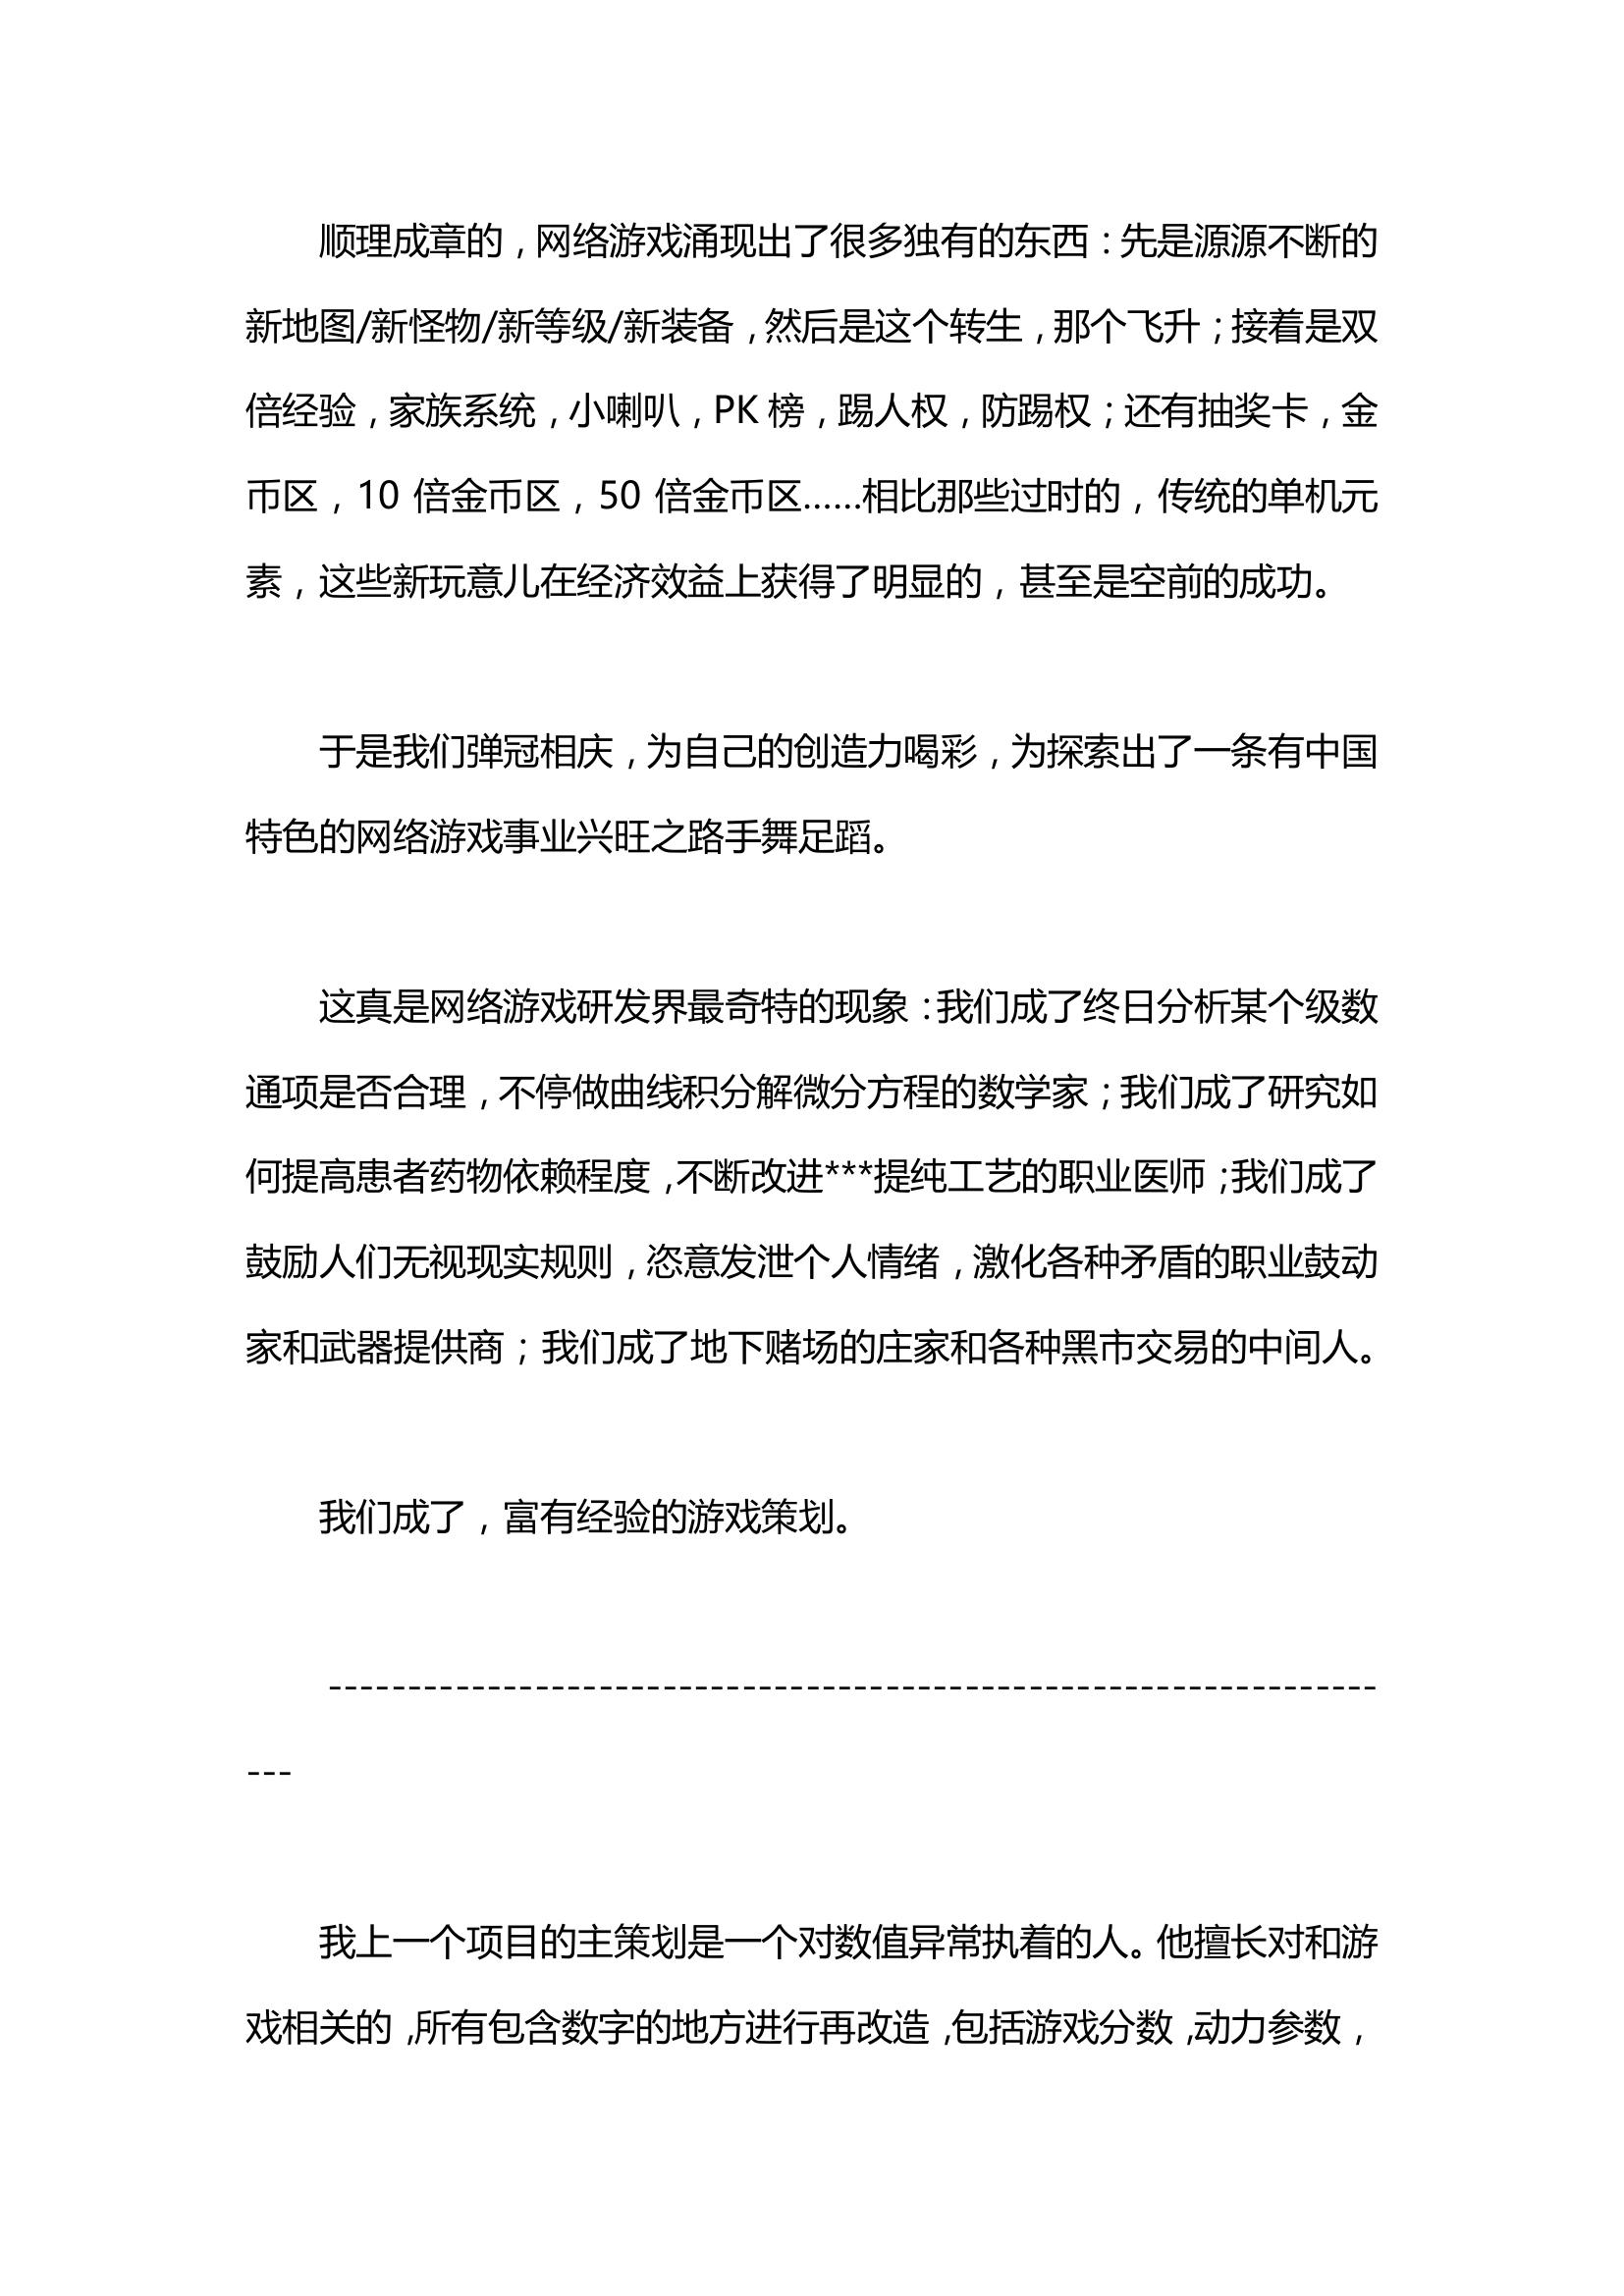 顺理成章的，网络游戏涌现出了很多独有的东西：先是源源不断的
新地图/新怪物/新等级/新装备，然后是这个转生，那个飞升；接着是双
倍经验，家族系统，小喇叭，PK 榜，踢人权，防踢权；还有抽奖卡，金
币区，10 倍金币区，50 倍金币区……相比那些过时的，传统的单机元
素，这些新玩意儿在经济效益上获得了明显的，甚至是空前的成功。
于是我们弹冠相庆，为自己的创造力喝彩，为探索出了一条有中国
特色的网络游戏事业兴旺之路手舞足蹈。
这真是网络游戏研发界最奇特的现象：我们成了终日分析某个级数
通项是否合理，不停做曲线积分解微分方程的数学家；我们成了研究如
何提高患者药物依赖程度，不断改进***提纯工艺的职业医师；我们成了
鼓励人们无视现实规则，恣意发泄个人情绪，激化各种矛盾的职业鼓动
家和武器提供商；我们成了地下赌场的庄家和各种黑市交易的中间人。
我们成了，富有经验的游戏策划。
------------------------------------------------------------------
---
我上一个项目的主策划是一个对数值异常执着的人。他擅长对和游
戏相关的，所有包含数字的地方进行再改造，包括游戏分数，动力参数，